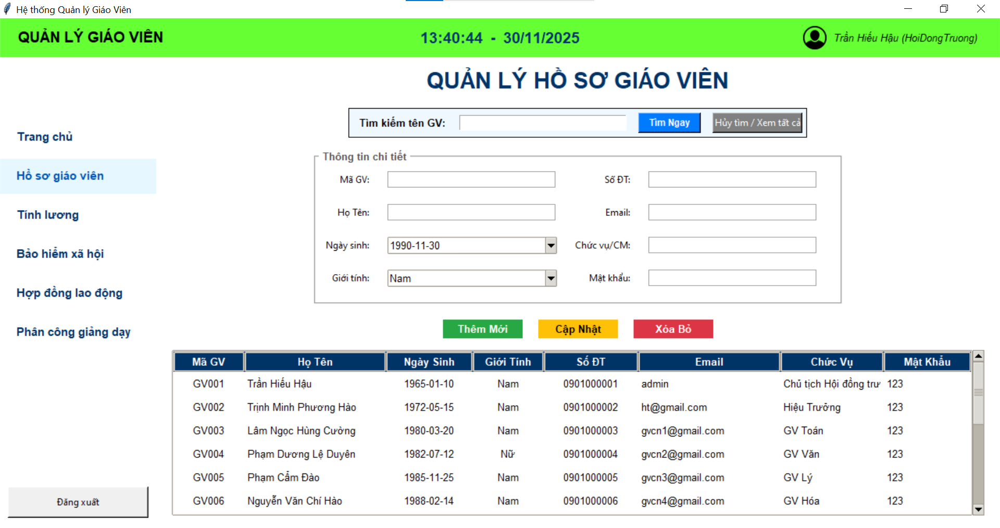 Hệ thống Quản lý Giáo Viên
QUẢN LÝ GIÁO VIÊN
13:40:44 - 30/11/2025
Trần Hiếu Hậu (HoiDongTruong)
QUẢN LÝ HỒ SƠ GIÁO VIÊN
Tìm kiếm tên GV: Tìm Ngay Hủy tìm / Xem tất cả
Trang chủ
Hồ sơ giáo viên
Tính lương
Bảo hiểm xã hội
Hợp đồng lao động
Phân công giảng dạy
Đăng xuất
Thông tin chi tiết
Mã GV: Số ĐT:
Họ Tên: Email:
Ngày sinh: 1990-11-30 Chức vụ/CM:
Giới tính: Nam Mật khẩu:
Thêm Mới Cập Nhật Xóa Bỏ
Mã GV Họ Tên Ngày Sinh Giới Tính Số ĐT Email Chức Vụ Mật Khẩu
GV001 Trần Hiếu Hậu 1965-01-10 Nam 0901000001 admin Chủ tịch Hội đồng trư 123
GV002 Trịnh Minh Phương Hào 1972-05-15 Nam 0901000002 ht@gmail.com Hiệu Trưởng 123
GV003 Lâm Ngọc Hùng Cường 1980-03-20 Nam 0901000003 gvcn1@gmail.com GV Toán 123
GV004 Phạm Dương Lệ Duyên 1982-07-12 Nữ 0901000004 gvcn2@gmail.com GV Văn 123
GV005 Phạm Cẩm Đào 1985-11-25 Nam 0901000005 gvcn3@gmail.com GV Lý 123
GV006 Nguyễn Văn Chí Hào 1988-02-14 Nam 0901000006 gvcn4@gmail.com GV Hóa 123